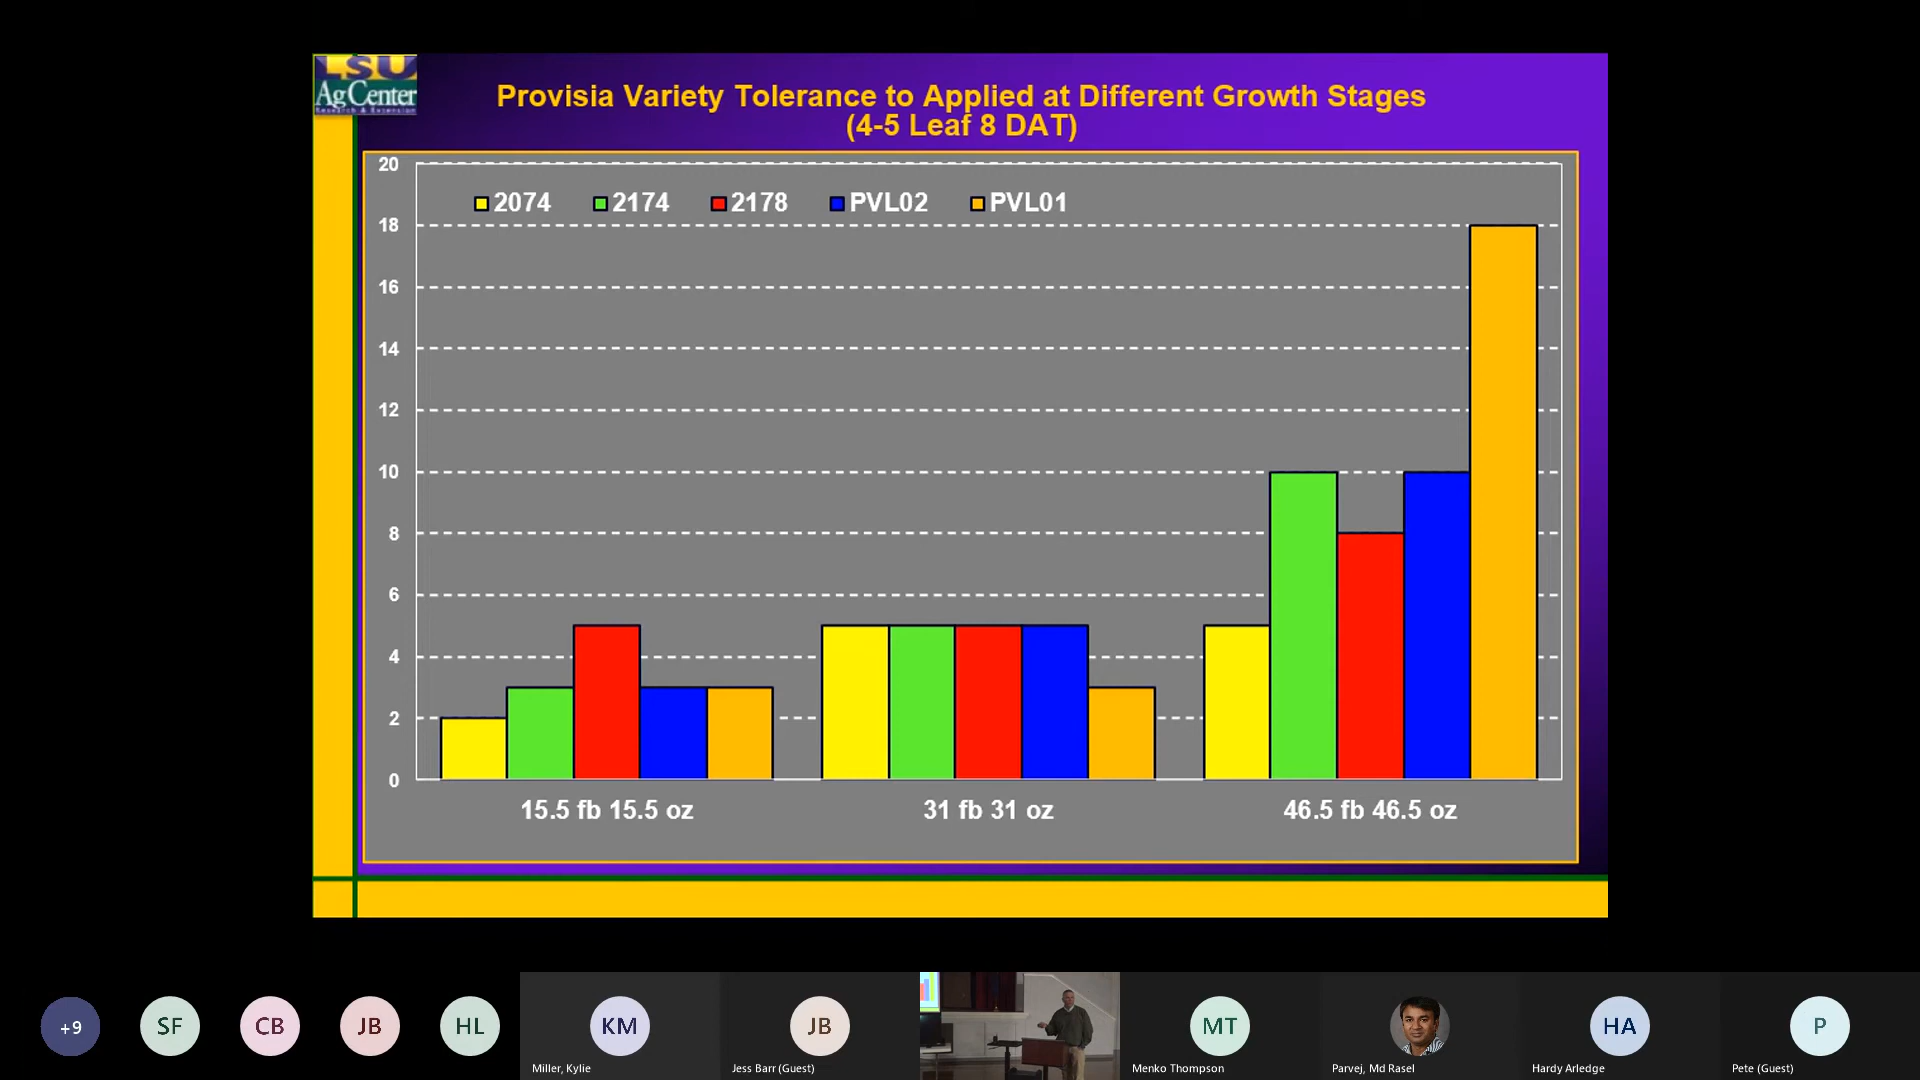 LSU
AgCenter
Research & Extension
Provisia Variety Tolerance to Applied at Different Growth Stages
(4-5 Leaf 8 DAT)
20
18
16
14
12
10
8
6
4
2
0
2074 2174 2178 PVL02 PVL01
15.5 fb 15.5 oz 31 fb 31 oz 46.5 fb 46.5 oz
+9 SF CB JB HL KM JB MT HA P
Miller, Kylie Jess Barr (Guest) Menko Thompson Parvej, Md Rasel Hardy Arledge Pete (Guest)